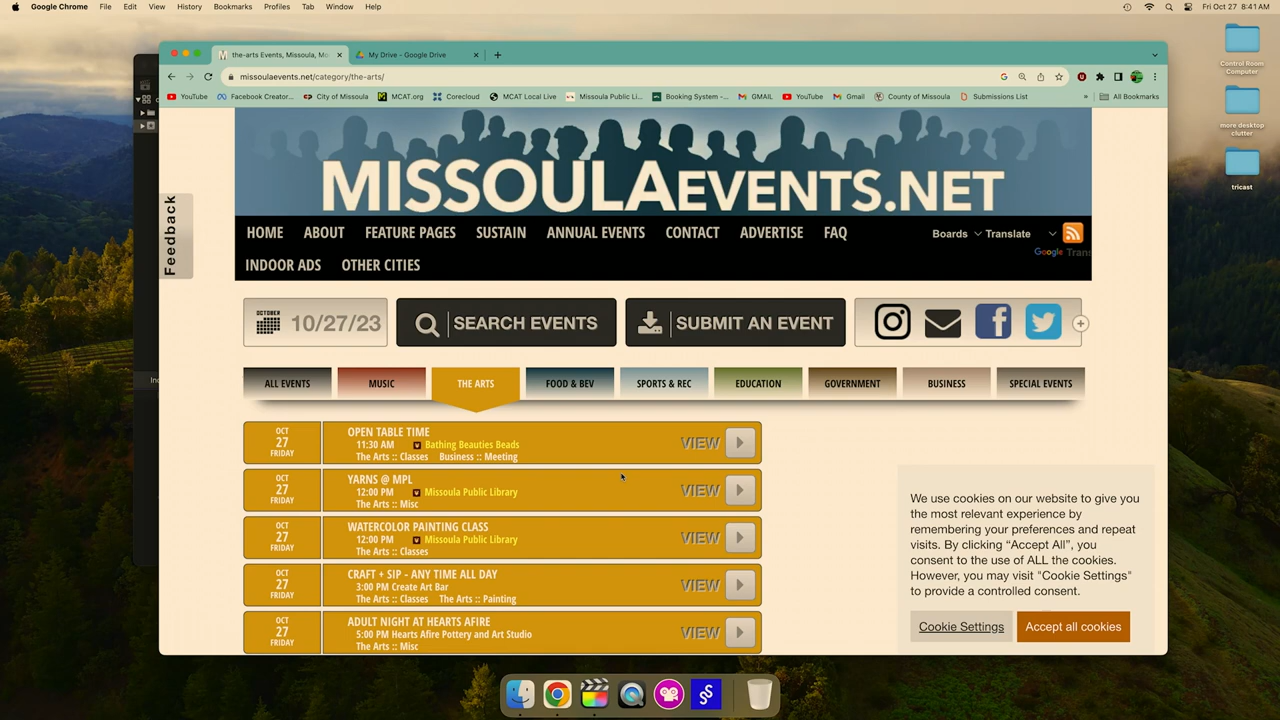 Google Chrome File Edit View History Bookmarks Profiles Tab Window Help Fri Oct 27 8:41 AM
the-arts Events, Missoula, Mo
My Drive - Google Drive
missoulaevents.net/category/the-arts/
YouTube Facebook Creator... City of Missoula MCAT.org Corecloud MCAT Local Live Missoula Public Li... Booking System -... GMAIL YouTube Gmail County of Missoula Submissions List » All Bookmarks
Control Room Computer
more desktop clutter
tricast
Feedback
MISSOULAEVENTS.NET
HOME ABOUT FEATURE PAGES SUSTAIN ANNUAL EVENTS CONTACT ADVERTISE FAQ Boards Translate
Google Trans
INDOOR ADS OTHER CITIES
OCTOBER 10/27/23 SEARCH EVENTS SUBMIT AN EVENT
ALL EVENTS MUSIC THE ARTS FOOD & BEV SPORTS & REC EDUCATION GOVERNMENT BUSINESS SPECIAL EVENTS
OCT 27 FRIDAY
OPEN TABLE TIME
11:30 AM Bathing Beauties Beads
The Arts :: Classes Business :: Meeting
VIEW
OCT 27 FRIDAY
YARNS @ MPL
12:00 PM Missoula Public Library
The Arts :: Misc
VIEW
OCT 27 FRIDAY
WATERCOLOR PAINTING CLASS
12:00 PM Missoula Public Library
The Arts :: Classes
VIEW
OCT 27 FRIDAY
CRAFT + SIP - ANY TIME ALL DAY
3:00 PM Create Art Bar
The Arts :: Classes The Arts :: Painting
VIEW
OCT 27 FRIDAY
ADULT NIGHT AT HEARTS AFIRE
5:00 PM Hearts Afire Pottery and Art Studio
The Arts :: Misc
VIEW
We use cookies on our website to give you
the most relevant experience by
remembering your preferences and repeat
visits. By clicking “Accept All”, you
consent to the use of ALL the cookies.
However, you may visit "Cookie Settings"
to provide a controlled consent.
Cookie Settings Accept all cookies